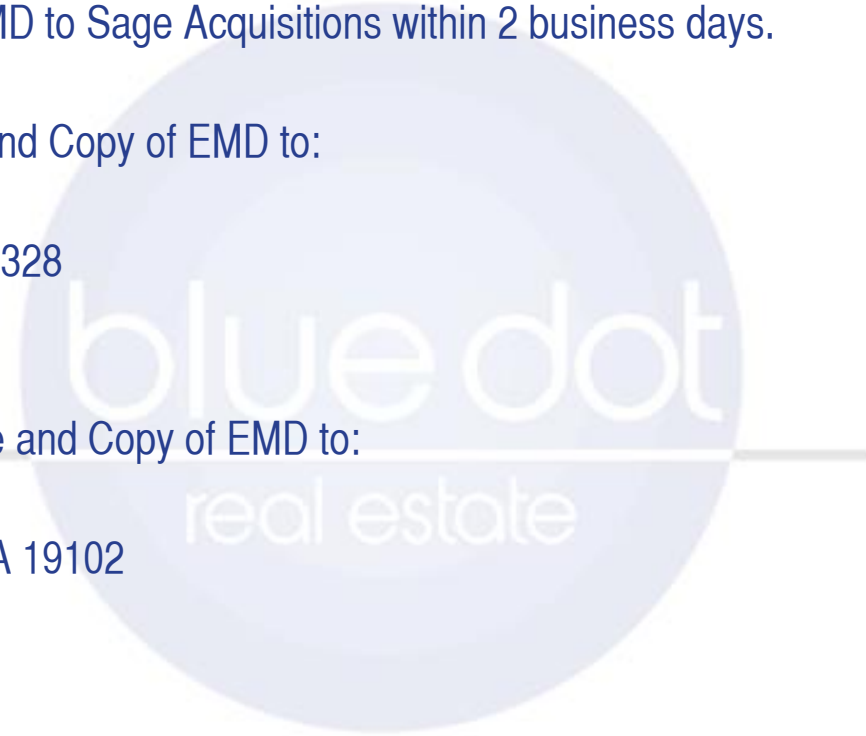 MD to Sage Acquisitions within 2 business days.
and Copy of EMD to:
328
blue dot
e and Copy of EMD to:
real estate
A 19102